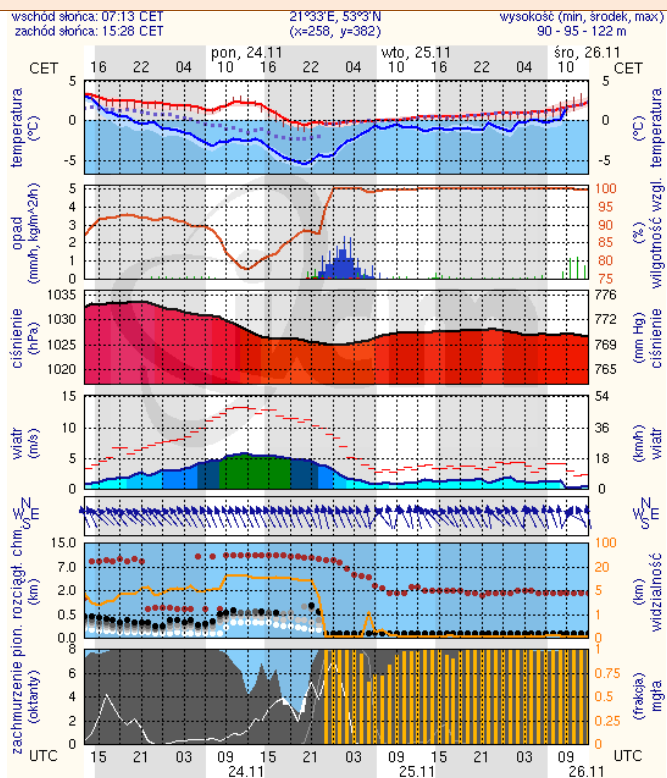 wschód słońca: 07:13 CET 21°33'E, 53°3'N wysokość (min, środek, max)
zachód słońca: 15:28 CET (x=258, y=382) 90 - 95 - 122 m
pon, 24.11 wto, 25.11 śro, 26.11
CET 16 22 04 10 16 22 04 10 16 22 04 10 CET
temperatura (°C)
5 0 -5
5 0 -5
temperatura (°C)
opad (mm/h, kg/m^2/h)
5 4 3 2 1 0
100 95 90 85 80 75
wilgotność wzgl. (%)
ciśnienie (hPa)
1035 1030 1025 1020
776 772 769 765
(mm Hg) ciśnienie
wiatr (m/s)
15 10 5 0
54 36 18 0
(km/h) wiatr
N
W E
S
N
W E
S
pion. rozciągł. chm. (km)
15.0 7.0 2.0 0.5 0.0
100 20 5 1 0
(km) widzialność
zachmurzenie (oktanty)
8 6 4 2 0
1 0.75 0.5 0.25 0
(frakcja) mgła
UTC 15 21 03 09 15 21 03 09 15 21 03 09 UTC
24.11 25.11 26.11
icm